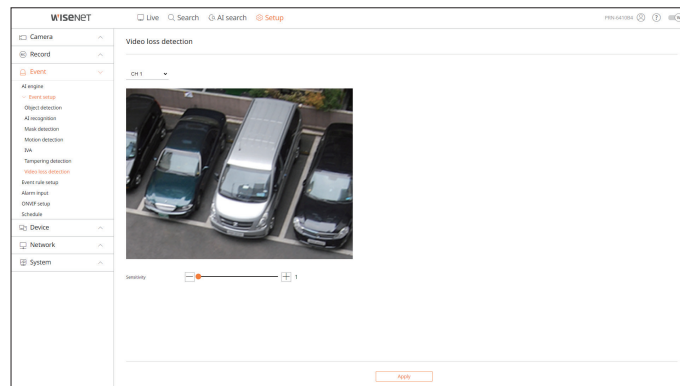 WISENET
Live Search AI search Setup
PRN-6410B4
Camera
Record
Event
AI engine
Event setup
Object detection
AI recognition
Mask detection
Motion detection
IVA
Tampering detection
Video loss detection
Event rule setup
Alarm input
ONVIF setup
Schedule
Device
Network
System
Video loss detection
CH 1
Sensitivity
1
Apply